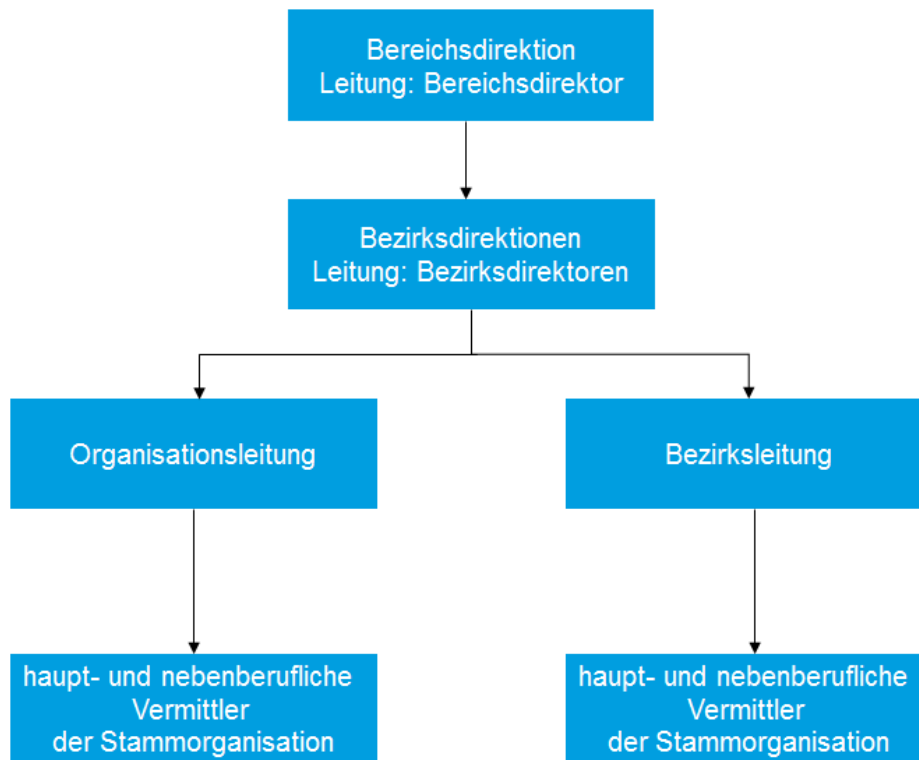 Bereichsdirektion
Leitung: Bereichsdirektor
Bezirksdirektionen
Leitung: Bezirksdirektoren
Organisationsleitung
Bezirksleitung
haupt- und nebenberufliche
Vermittler
der Stammorganisation
haupt- und nebenberufliche
Vermittler
der Stammorganisation